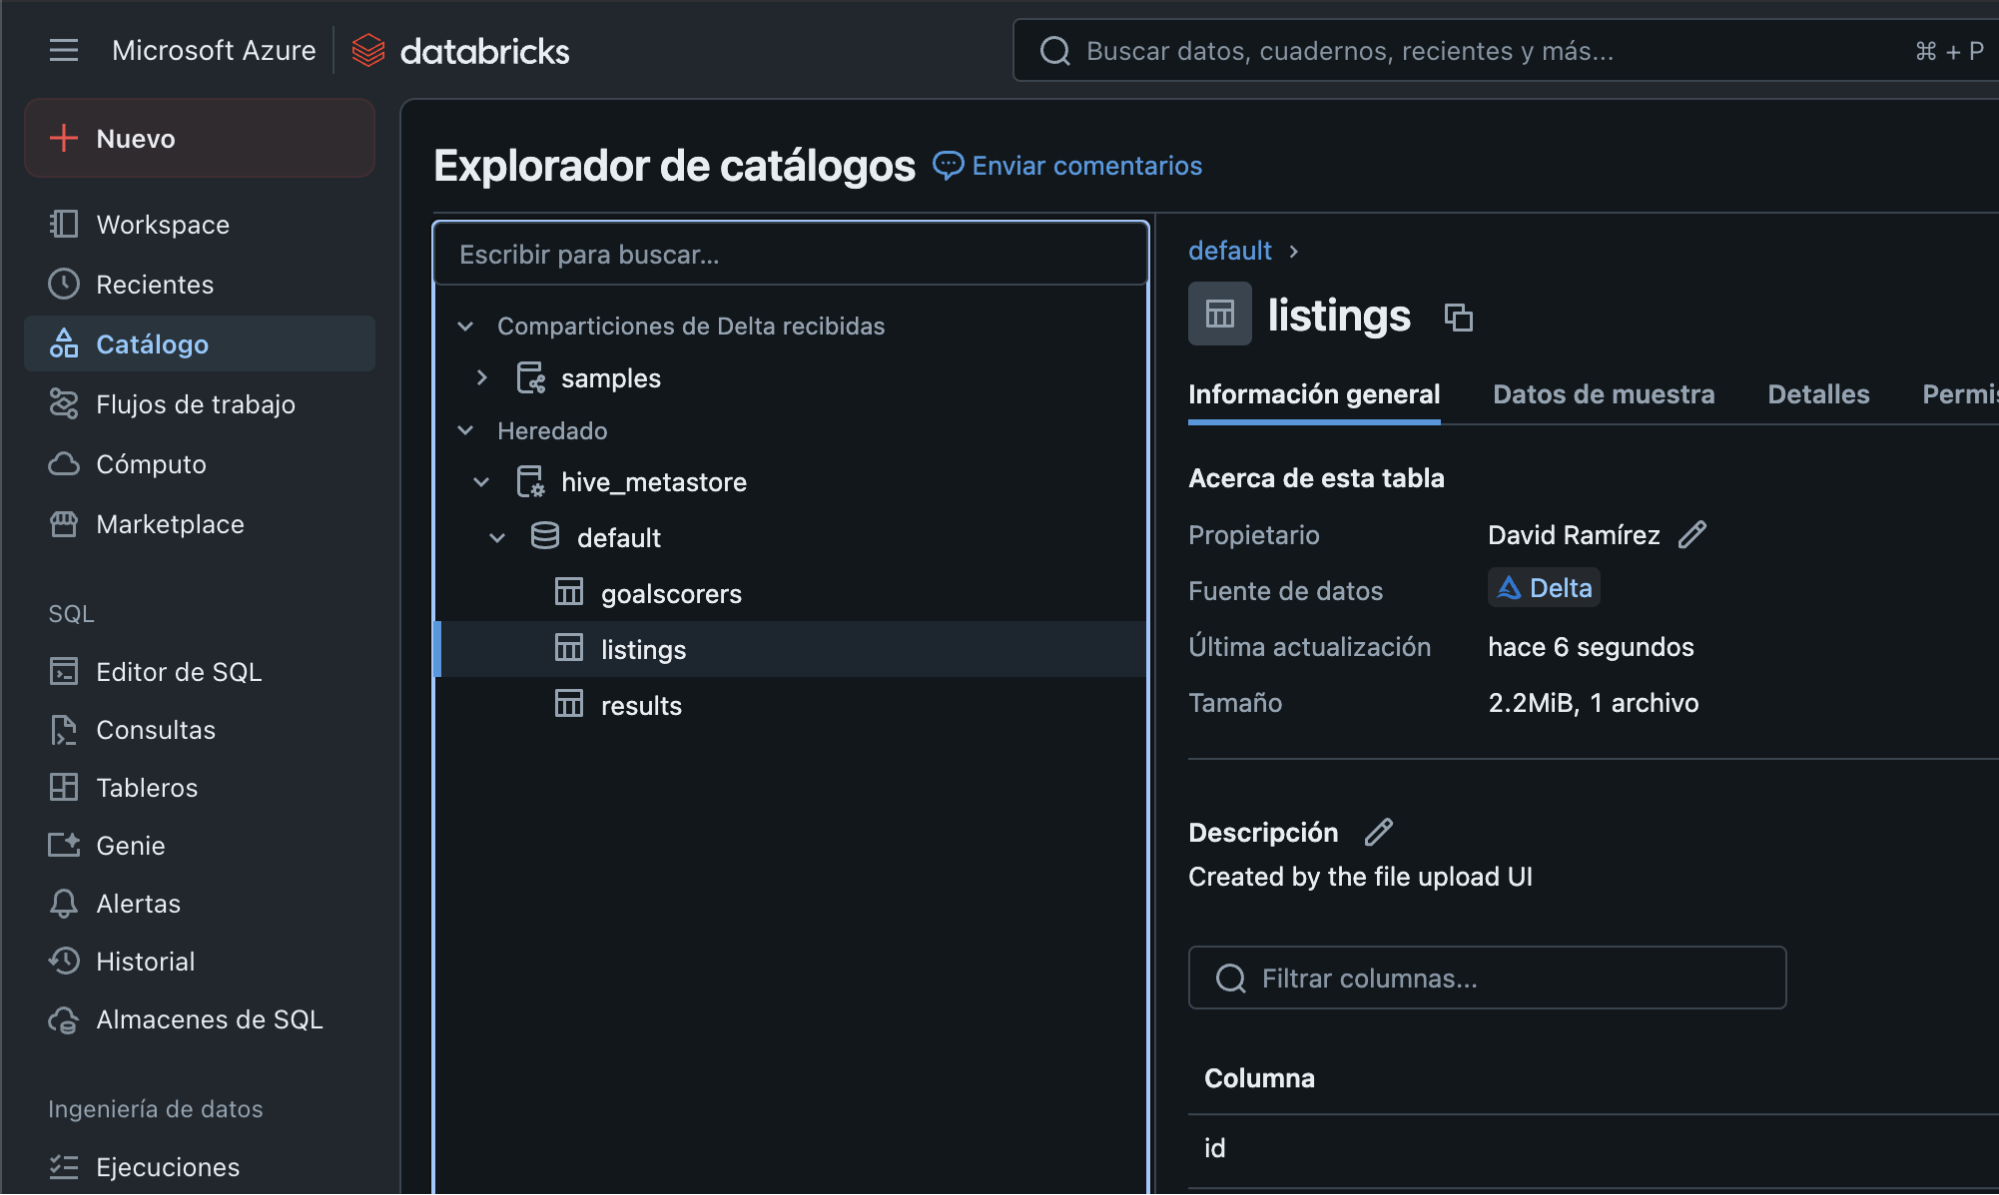 Microsoft Azure
databricks
Buscar datos, cuadernos, recientes y más...
⌘ + P
Nuevo
Workspace
Recientes
Catálogo
Flujos de trabajo
Cómputo
Marketplace
SQL
Editor de SQL
Consultas
Tableros
Genie
Alertas
Historial
Almacenes de SQL
Ingeniería de datos
Ejecuciones
Explorador de catálogos
Enviar comentarios
Escribir para buscar...
Comparticiones de Delta recibidas
samples
Heredado
hive_metastore
default
goalscorers
listings
results
default ›
listings
Información general
Datos de muestra
Detalles
Permis
Acerca de esta tabla
Propietario
David Ramírez
Fuente de datos
Delta
Última actualización
hace 6 segundos
Tamaño
2.2MiB, 1 archivo
Descripción
Created by the file upload UI
Filtrar columnas...
Columna
id